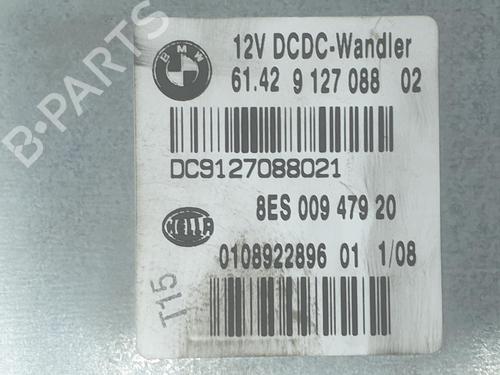 BMW
12V DCDC-Wandler
61.42 9 127 088 02
DC9127088021
8ES 009 479 20
HELLA
0108922896 01 1/08
T15
B-PARTS